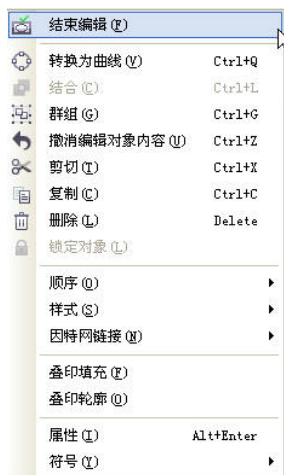 结束编辑(F)
转换为曲线(V) Ctrl+Q
结合(C) Ctrl+L
群组(G) Ctrl+G
撤消编辑对象内容(U) Ctrl+Z
剪切(T) Ctrl+X
复制(C) Ctrl+C
删除(L) Delete
锁定对象(L)
顺序(O)
样式(S)
因特网链接(N)
叠印填充(F)
叠印轮廓(O)
属性(I) Alt+Enter
符号(Y)